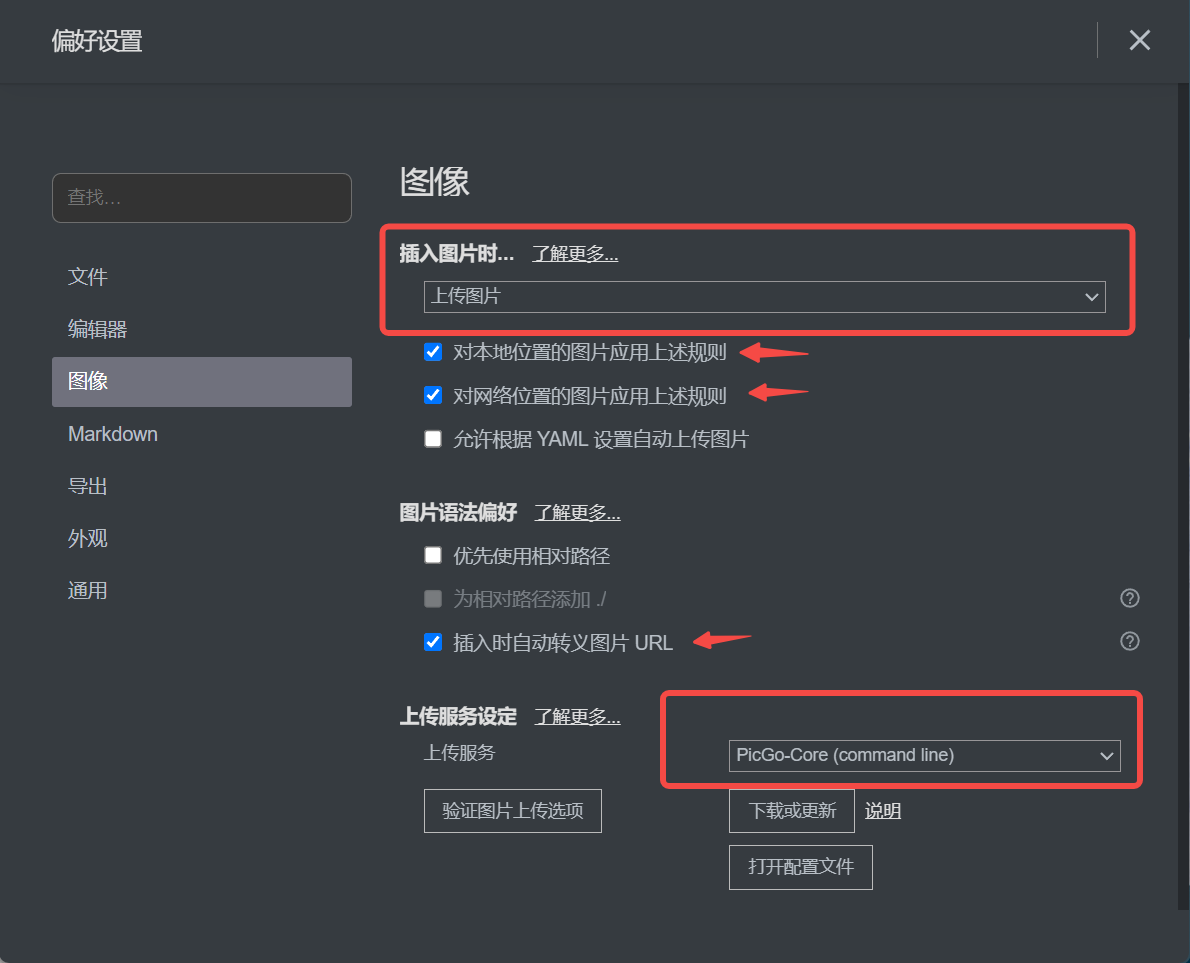 偏好设置
查找...
文件
编辑器
图像
Markdown
导出
外观
通用
图像
插入图片时... 了解更多...
上传图片
对本地位置的图片应用上述规则
对网络位置的图片应用上述规则
允许根据 YAML 设置自动上传图片
图片语法偏好 了解更多...
优先使用相对路径
为相对路径添加 ./
插入时自动转义图片 URL
上传服务设定 了解更多...
上传服务 PicGo-Core (command line)
验证图片上传选项 下载或更新 说明
打开配置文件